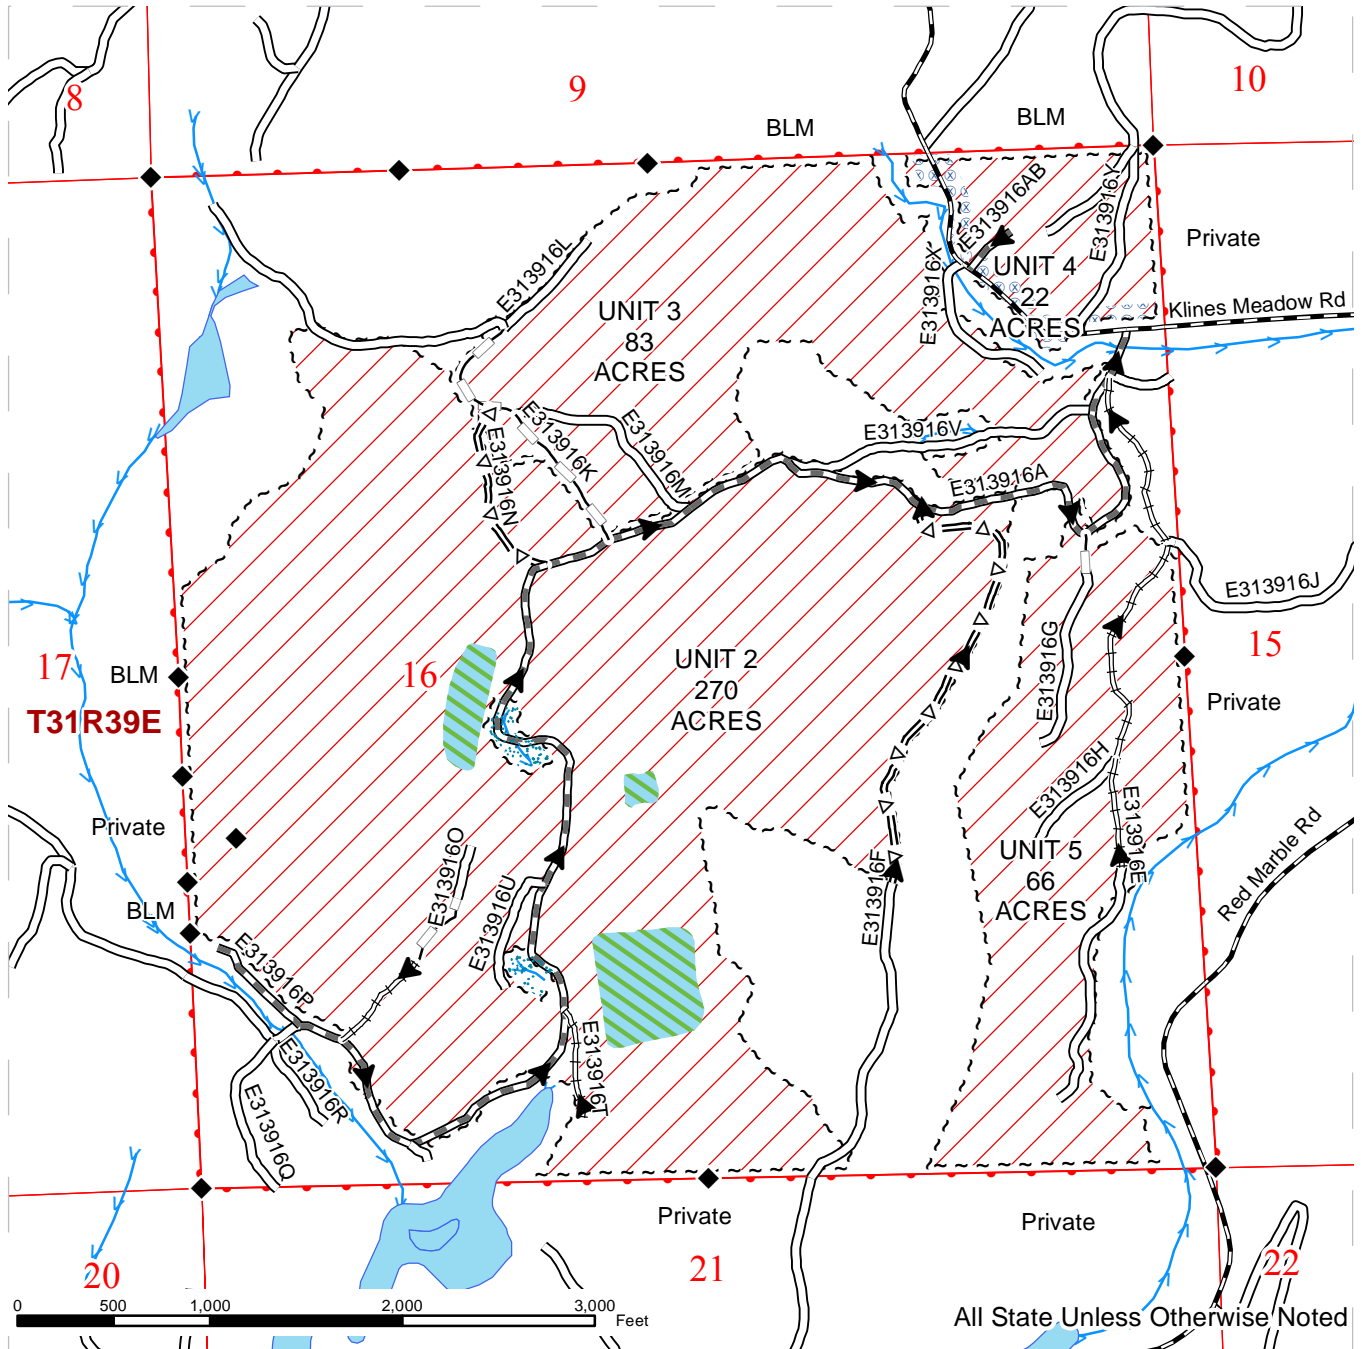 8
9
10
BLM
BLM
E313916AB
E313916Y
Private
E313916L
E313916X
UNIT 4
22
ACRES
UNIT 3
83
ACRES
Klines Meadow Rd
E313916K
E313916M
E313916N
E313916V
E313916A
E313916J
E313916G
17
BLM
16
15
UNIT 2
270
ACRES
Private
T31R39E
E313916H
E313916E
Private
E313916O
UNIT 5
66
ACRES
E313916F
Red Marble Rd
BLM
E313916U
E313916P
E313916R
E313916Q
E313916T
Private
Private
20
21
22
0
500
1,000
2,000
3,000
Feet
All State Unless Otherwise Noted